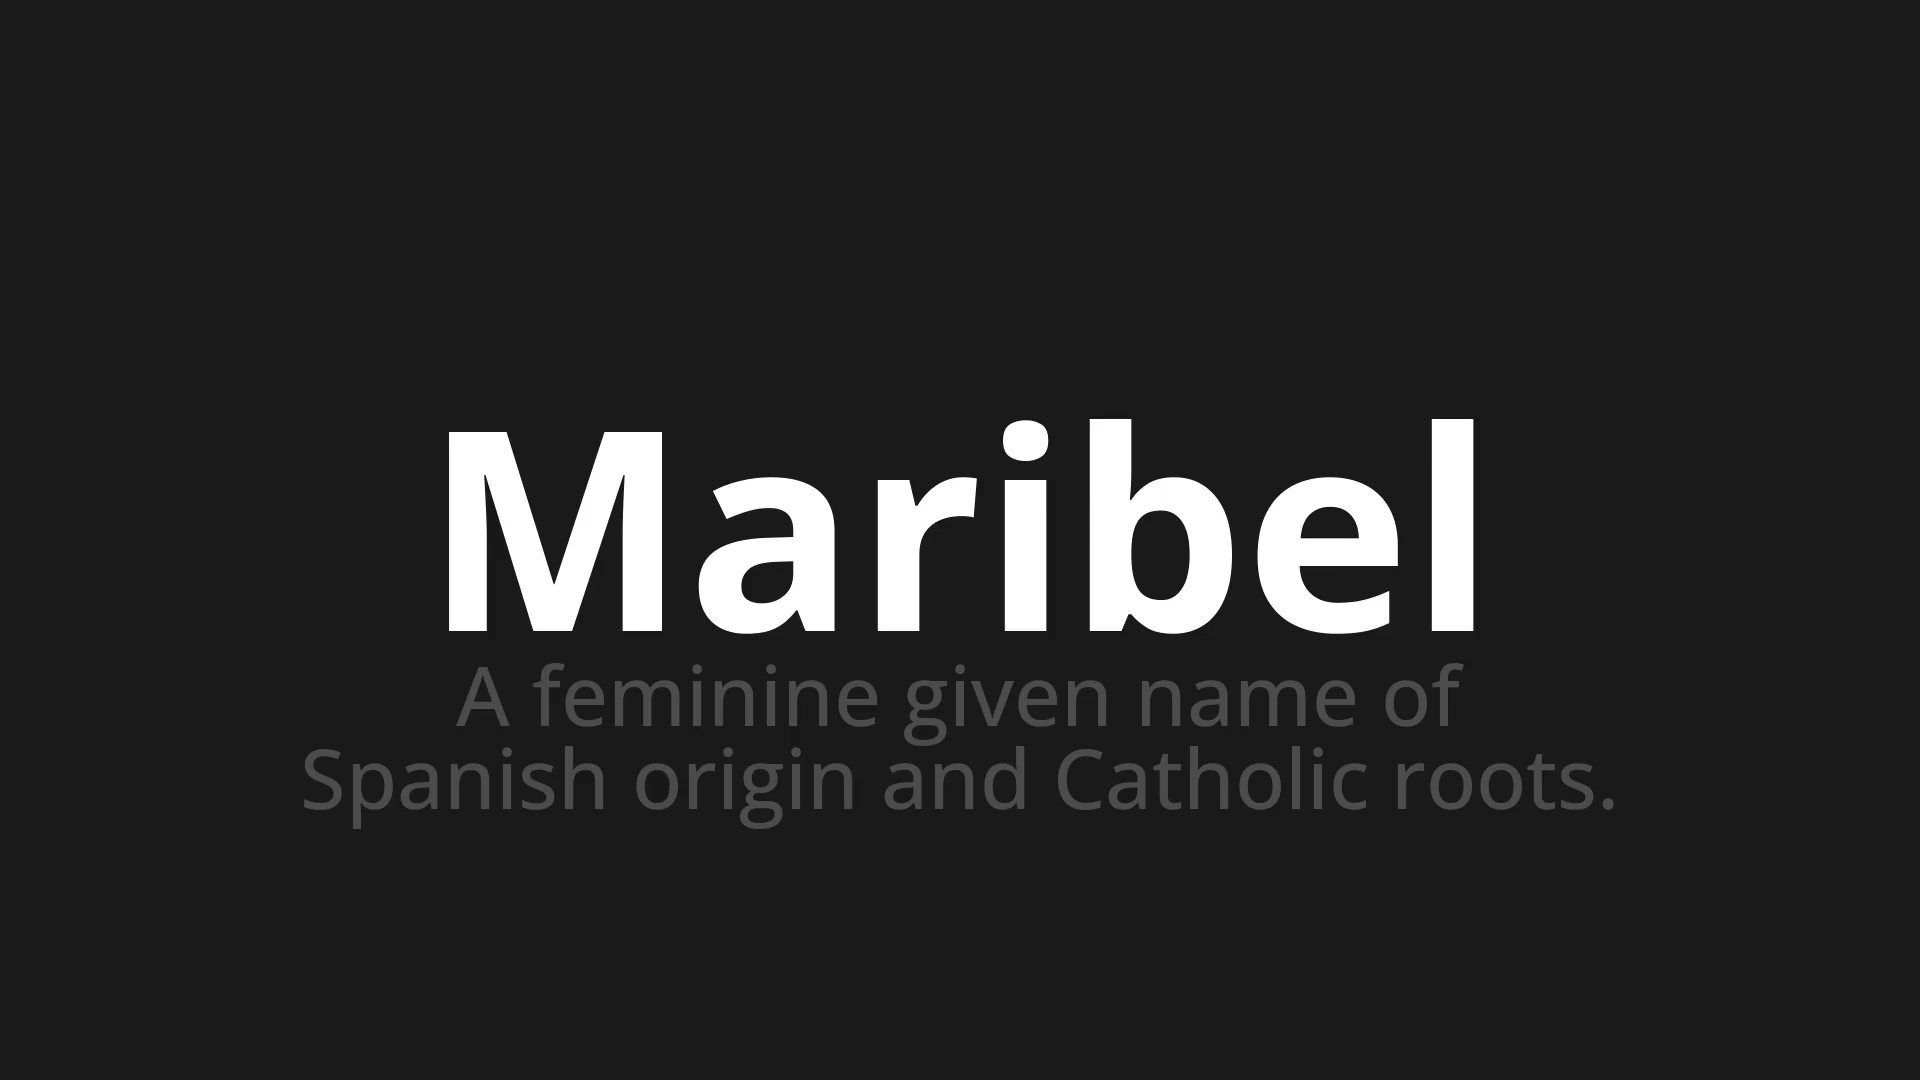 Maribel
A feminine given name of
Spanish origin and Catholic roots.